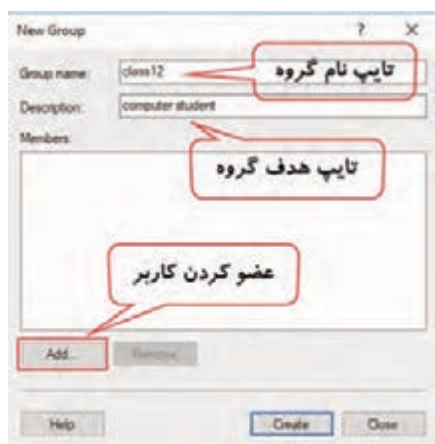 New Group
? ×
Group name: class12
تایپ نام گروه
Description: computer student
Members:
تایپ هدف گروه
عضو کردن کاربر
Add...
Remove
Help
Create
Close